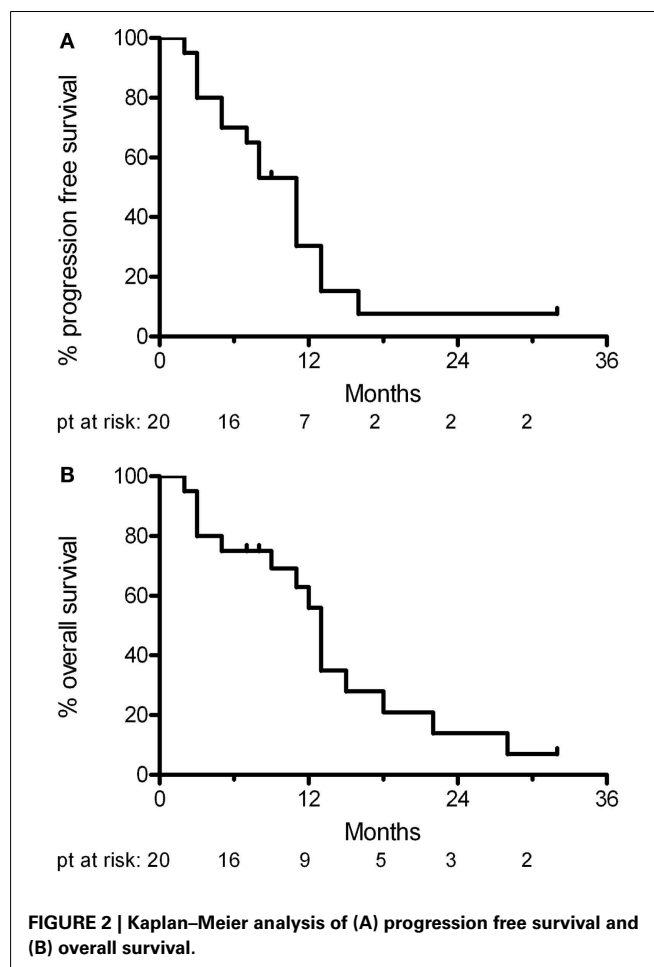 A
100
80
60
40
20
0
% progression free survival
0 12 24 36
Months
pt at risk: 20 16 7 2 2 2
B
100
80
60
40
20
0
% overall survival
0 12 24 36
Months
pt at risk: 20 16 9 5 3 2
FIGURE 2 | Kaplan–Meier analysis of (A) progression free survival and
(B) overall survival.